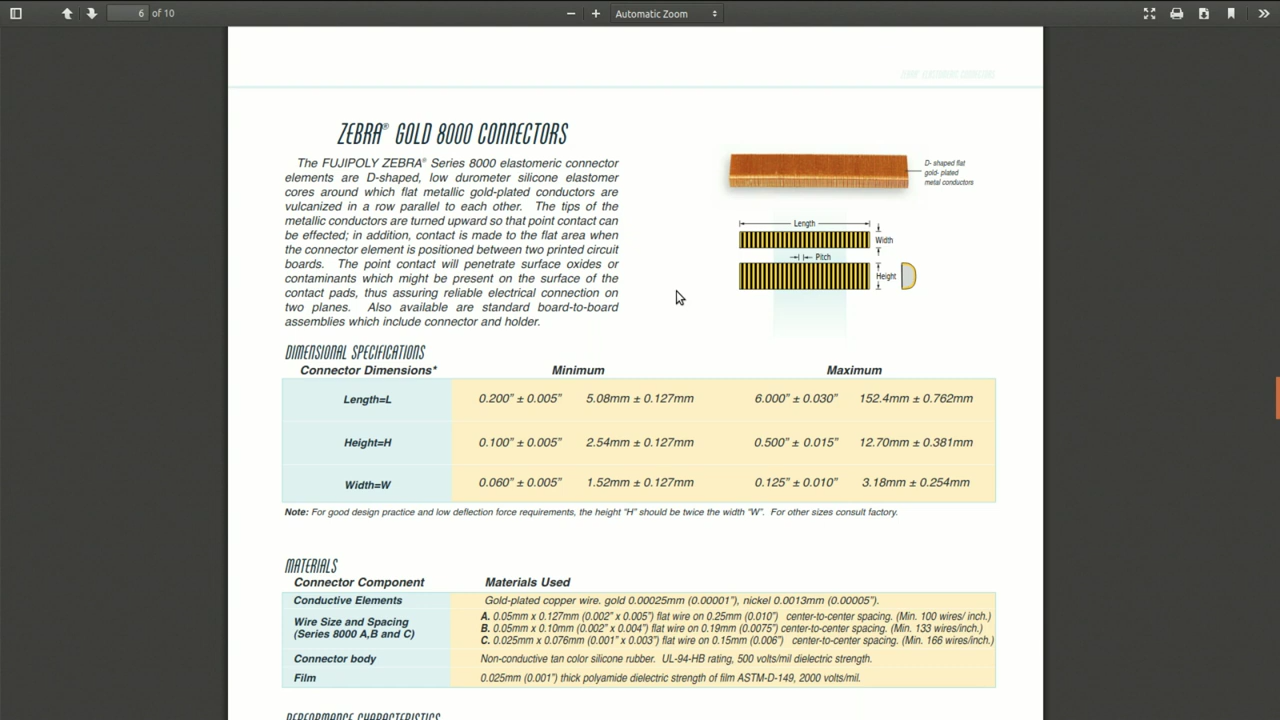 6 of 10
Automatic Zoom
ZEBRA® GOLD 8000 CONNECTORS
The FUJIPOLY ZEBRA® Series 8000 elastomeric connector
elements are D-shaped, low durometer silicone elastomer
cores around which flat metallic gold-plated conductors are
vulcanized in a row parallel to each other. The tips of the
metallic conductors are turned upward so that point contact can
be effected; in addition, contact is made to the flat area when
the connector element is positioned between two printed circuit
boards. The point contact will penetrate surface oxides or
contaminants which might be present on the surface of the
contact pads, thus assuring reliable electrical connection on
two planes. Also available are standard board-to-board
assemblies which include connector and holder.
D- shaped flat
gold- plated
metal conductors
Length
Width
Pitch
Height
DIMENSIONAL SPECIFICATIONS
Connector Dimensions* Minimum Maximum
Length=L 0.200” ± 0.005” 5.08mm ± 0.127mm 6.000” ± 0.030” 152.4mm ± 0.762mm
Height=H 0.100” ± 0.005” 2.54mm ± 0.127mm 0.500” ± 0.015” 12.70mm ± 0.381mm
Width=W 0.060” ± 0.005” 1.52mm ± 0.127mm 0.125” ± 0.010” 3.18mm ± 0.254mm
Note: For good design practice and low deflection force requirements, the height “H” should be twice the width “W”. For other sizes consult factory.
MATERIALS
Connector Component Materials Used
Conductive Elements Gold-plated copper wire. gold 0.00025mm (0.00001”), nickel 0.0013mm (0.00005”).
Wire Size and Spacing
(Series 8000 A,B and C)
A. 0.05mm x 0.127mm (0.002” x 0.005”) flat wire on 0.25mm (0.010”) center-to-center spacing. (Min. 100 wires/ inch.)
B. 0.05mm x 0.10mm (0.002” x 0.004”) flat wire on 0.19mm (0.0075”) center-to-center spacing. (Min. 133 wires/inch.)
C. 0.025mm x 0.076mm (0.001” x 0.003”) flat wire on 0.15mm (0.006”) center-to-center spacing. (Min. 166 wires/inch.)
Connector body Non-conductive tan color silicone rubber. UL-94-HB rating, 500 volts/mil dielectric strength.
Film 0.025mm (0.001”) thick polyamide dielectric strength of film ASTM-D-149, 2000 volts/mil.
PERFORMANCE CHARACTERISTICS